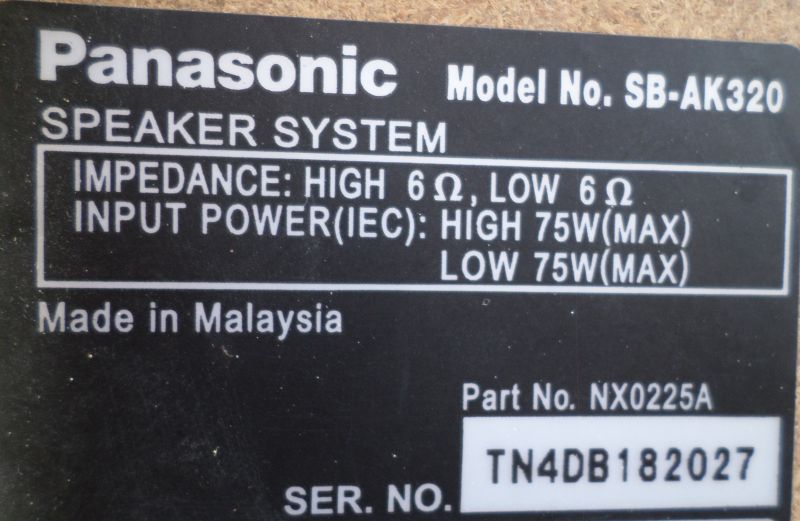 Panasonic Model No. SB-AK320
SPEAKER SYSTEM
IMPEDANCE: HIGH 6Ω, LOW 6Ω
INPUT POWER(IEC): HIGH 75W(MAX)
LOW 75W(MAX)
Made in Malaysia
Part No. NX0225A
SER. NO. TN4DB182027